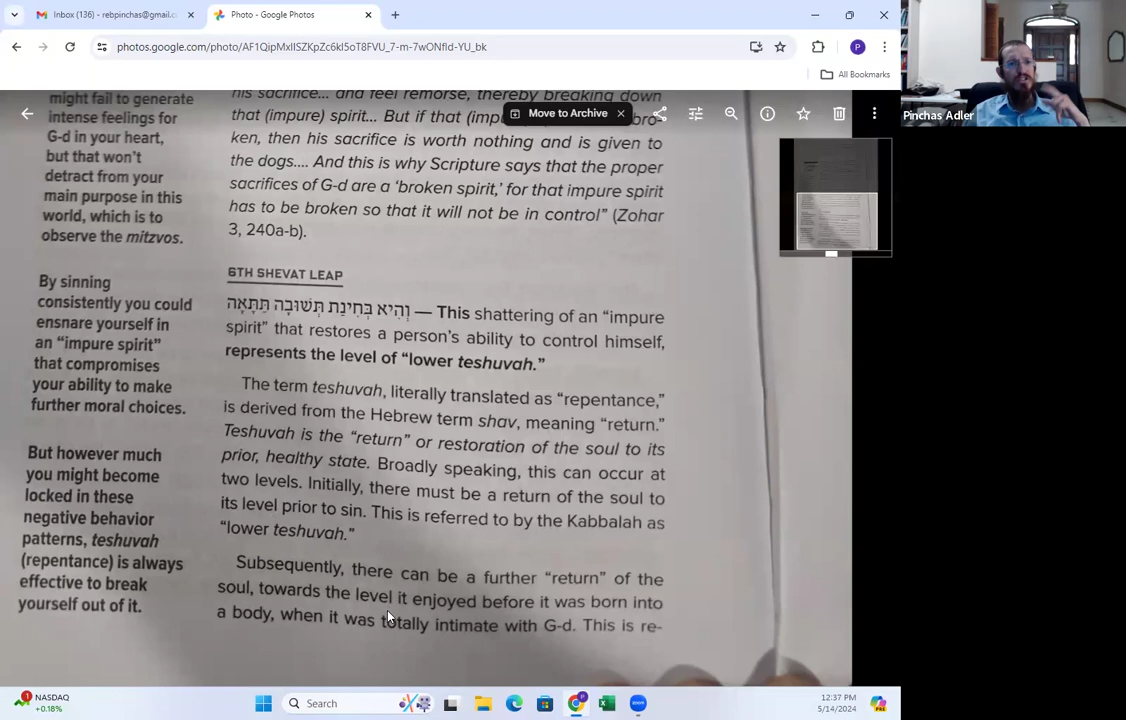 Inbox (136) - rebpinchas@gmail.c
Photo - Google Photos
photos.google.com/photo/AF1QipMxlISZKpZc6kI5oT8FVU_7-m-7wONfId-YU_bk
All Bookmarks
Move to Archive
Pinchas Adler
might fail to generate
intense feelings for
G-d in your heart,
but that won't
detract from your
main purpose in this
world, which is to
observe the mitzvos.
By sinning
consistently you could
ensnare yourself in
an “impure spirit”
that compromises
your ability to make
further moral choices.
But however much
you might become
locked in these
negative behavior
patterns, teshuvah
(repentance) is always
effective to break
yourself out of it.
his sacrifice... and feel remorse, thereby breaking down
that (impure) spirit... But if that (impu bro-
ken, then his sacrifice is worth nothing and is given to
the dogs.... And this is why Scripture says that the proper
sacrifices of G-d are a ‘broken spirit,’ for that impure spirit
has to be broken so that it will not be in control” (Zohar
3, 240a-b).
6TH SHEVAT LEAP
וְהִיא בְּחִינַת תְּשׁוּבָה תַּתָּאָה — This shattering of an “impure
spirit” that restores a person’s ability to control himself,
represents the level of “lower teshuvah.”
The term teshuvah, literally translated as “repentance,”
is derived from the Hebrew term shav, meaning “return.”
Teshuvah is the “return” or restoration of the soul to its
prior, healthy state. Broadly speaking, this can occur at
two levels. Initially, there must be a return of the soul to
its level prior to sin. This is referred to by the Kabbalah as
“lower teshuvah.”
Subsequently, there can be a further “return” of the
soul, towards the level it enjoyed before it was born into
a body, when it was totally intimate with G-d. This is re-
NASDAQ
+0.18%
Search
12:37 PM
5/14/2024